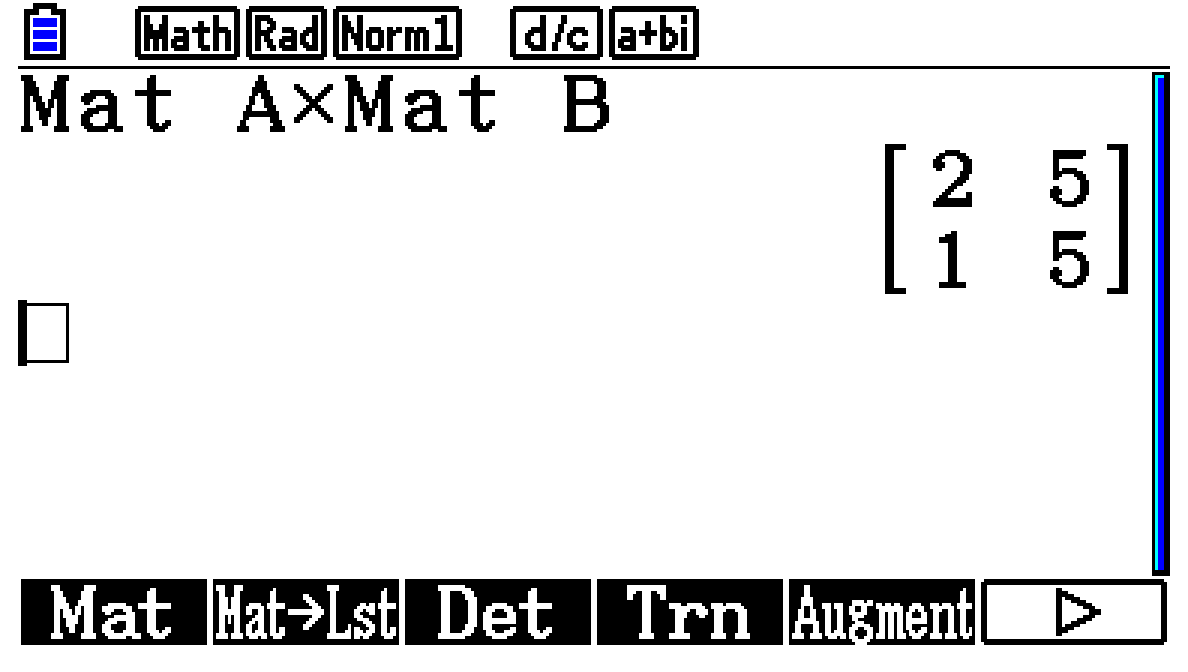 Math Rad Norm1 d/c a+bi
Mat A×Mat B
2 5
1 5
Mat Mat→Lst Det Trn Augment ▷